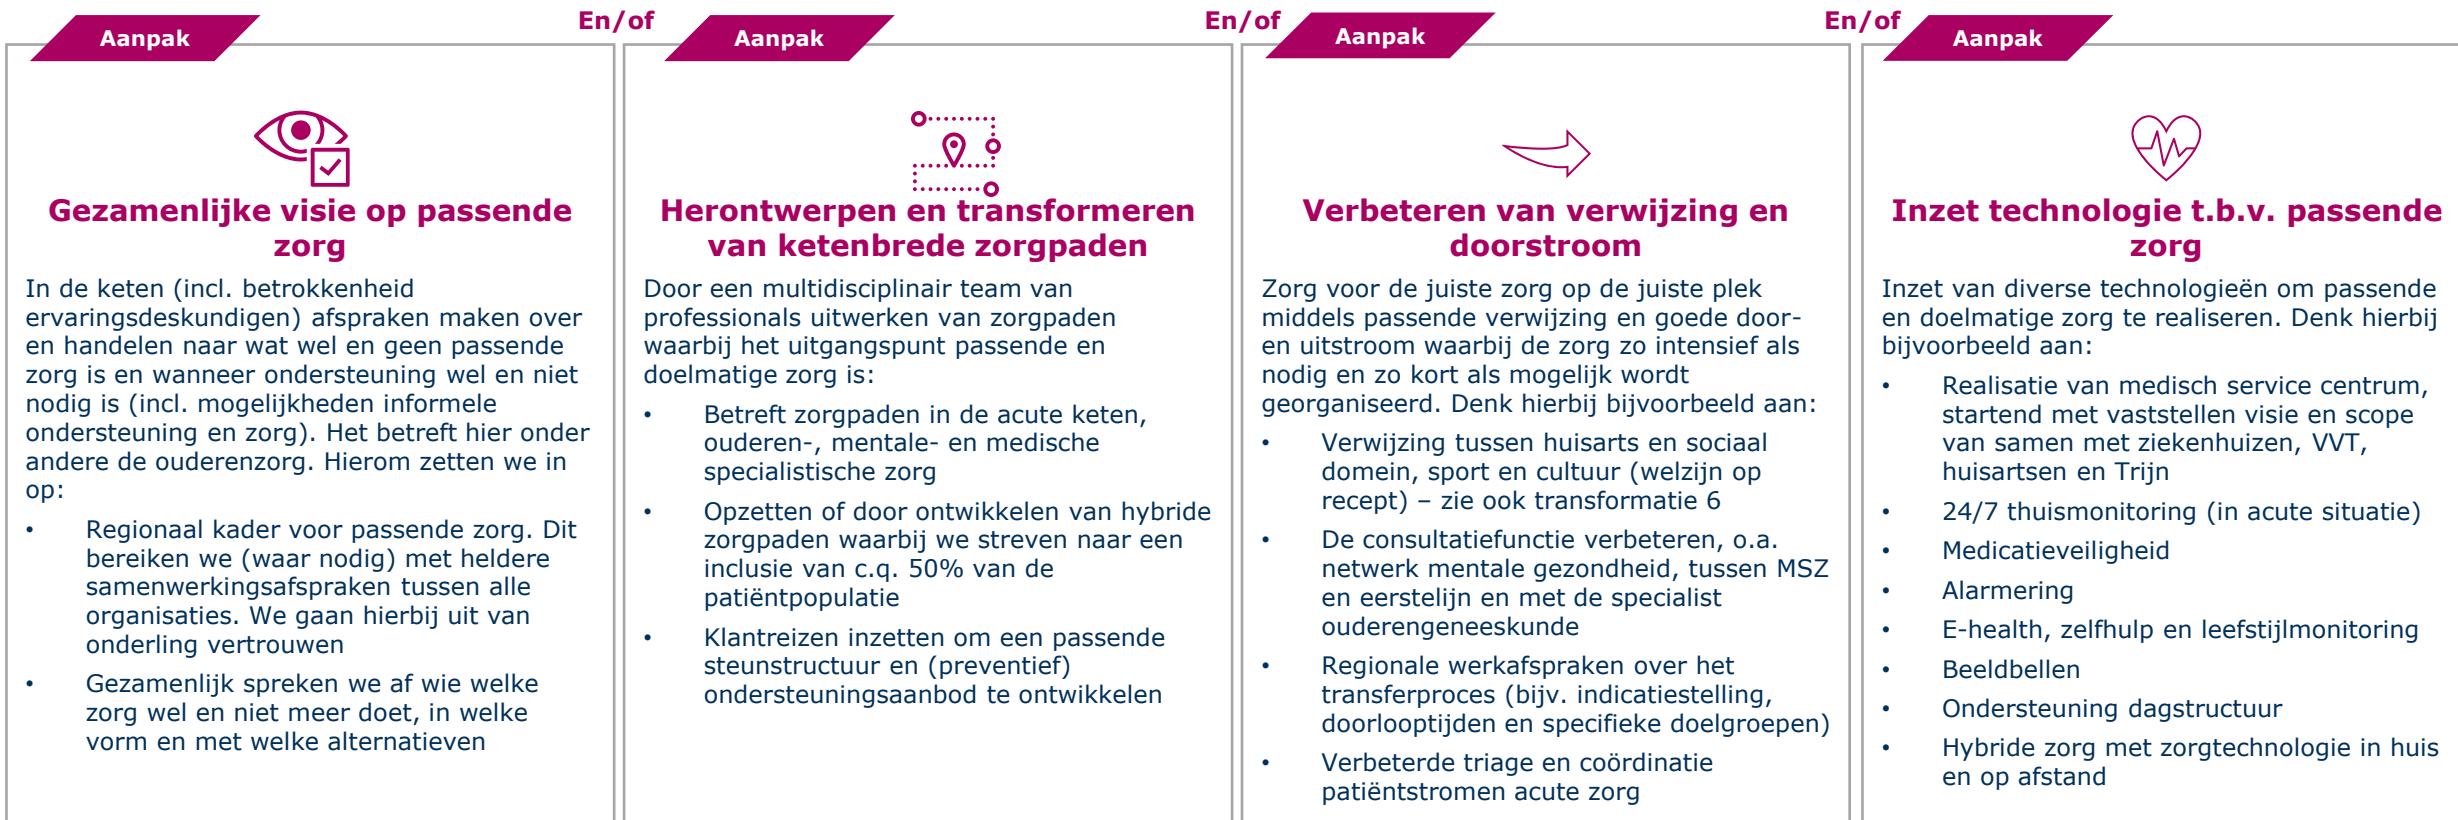 Aanpak
Gezamenlijke visie op passende
zorg
In de keten (incl. betrokkenheid
ervaringsdeskundigen) afspraken maken over
en handelen naar wat wel en geen passende
zorg is en wanneer ondersteuning wel en niet
nodig is (incl. mogelijkheden informele
ondersteuning en zorg). Het betreft hier onder
andere de ouderenzorg. Hierom zetten we in
op:
• Regionaal kader voor passende zorg. Dit
bereiken we (waar nodig) met heldere
samenwerkingsafspraken tussen alle
organisaties. We gaan hierbij uit van
onderling vertrouwen
• Gezamenlijk spreken we af wie welke
zorg wel en niet meer doet, in welke
vorm en met welke alternatieven
En/of
Aanpak
Herontwerpen en transformeren
van ketenbrede zorgpaden
Door een multidisciplinair team van
professionals uitwerken van zorgpaden
waarbij het uitgangspunt passende en
doelmatige zorg is:
• Betreft zorgpaden in de acute keten,
ouderen-, mentale- en medische
specialistische zorg
• Opzetten of door ontwikkelen van hybride
zorgpaden waarbij we streven naar een
inclusie van c.q. 50% van de
patiëntpopulatie
• Klantreizen inzetten om een passende
steunstructuur en (preventief)
ondersteuningsaanbod te ontwikkelen
En/of
Aanpak
Verbeteren van verwijzing en
doorstroom
Zorg voor de juiste zorg op de juiste plek
middels passende verwijzing en goede door-
en uitstroom waarbij de zorg zo intensief als
nodig en zo kort als mogelijk wordt
georganiseerd. Denk hierbij bijvoorbeeld aan:
• Verwijzing tussen huisarts en sociaal
domein, sport en cultuur (welzijn op
recept) – zie ook transformatie 6
• De consultatiefunctie verbeteren, o.a.
netwerk mentale gezondheid, tussen MSZ
en eerstelijn en met de specialist
ouderengeneeskunde
• Regionale werkafspraken over het
transferproces (bijv. indicatiestelling,
doorlooptijden en specifieke doelgroepen)
• Verbeterde triage en coördinatie
patiëntstromen acute zorg
En/of
Aanpak
Inzet technologie t.b.v. passende
zorg
Inzet van diverse technologieën om passende
en doelmatige zorg te realiseren. Denk hierbij
bijvoorbeeld aan:
• Realisatie van medisch service centrum,
startend met vaststellen visie en scope
van samen met ziekenhuizen, VVT,
huisartsen en Trijn
• 24/7 thuismonitoring (in acute situatie)
• Medicatieveiligheid
• Alarmering
• E-health, zelfhulp en leefstijlmonitoring
• Beeldbellen
• Ondersteuning dagstructuur
• Hybride zorg met zorgtechnologie in huis
en op afstand